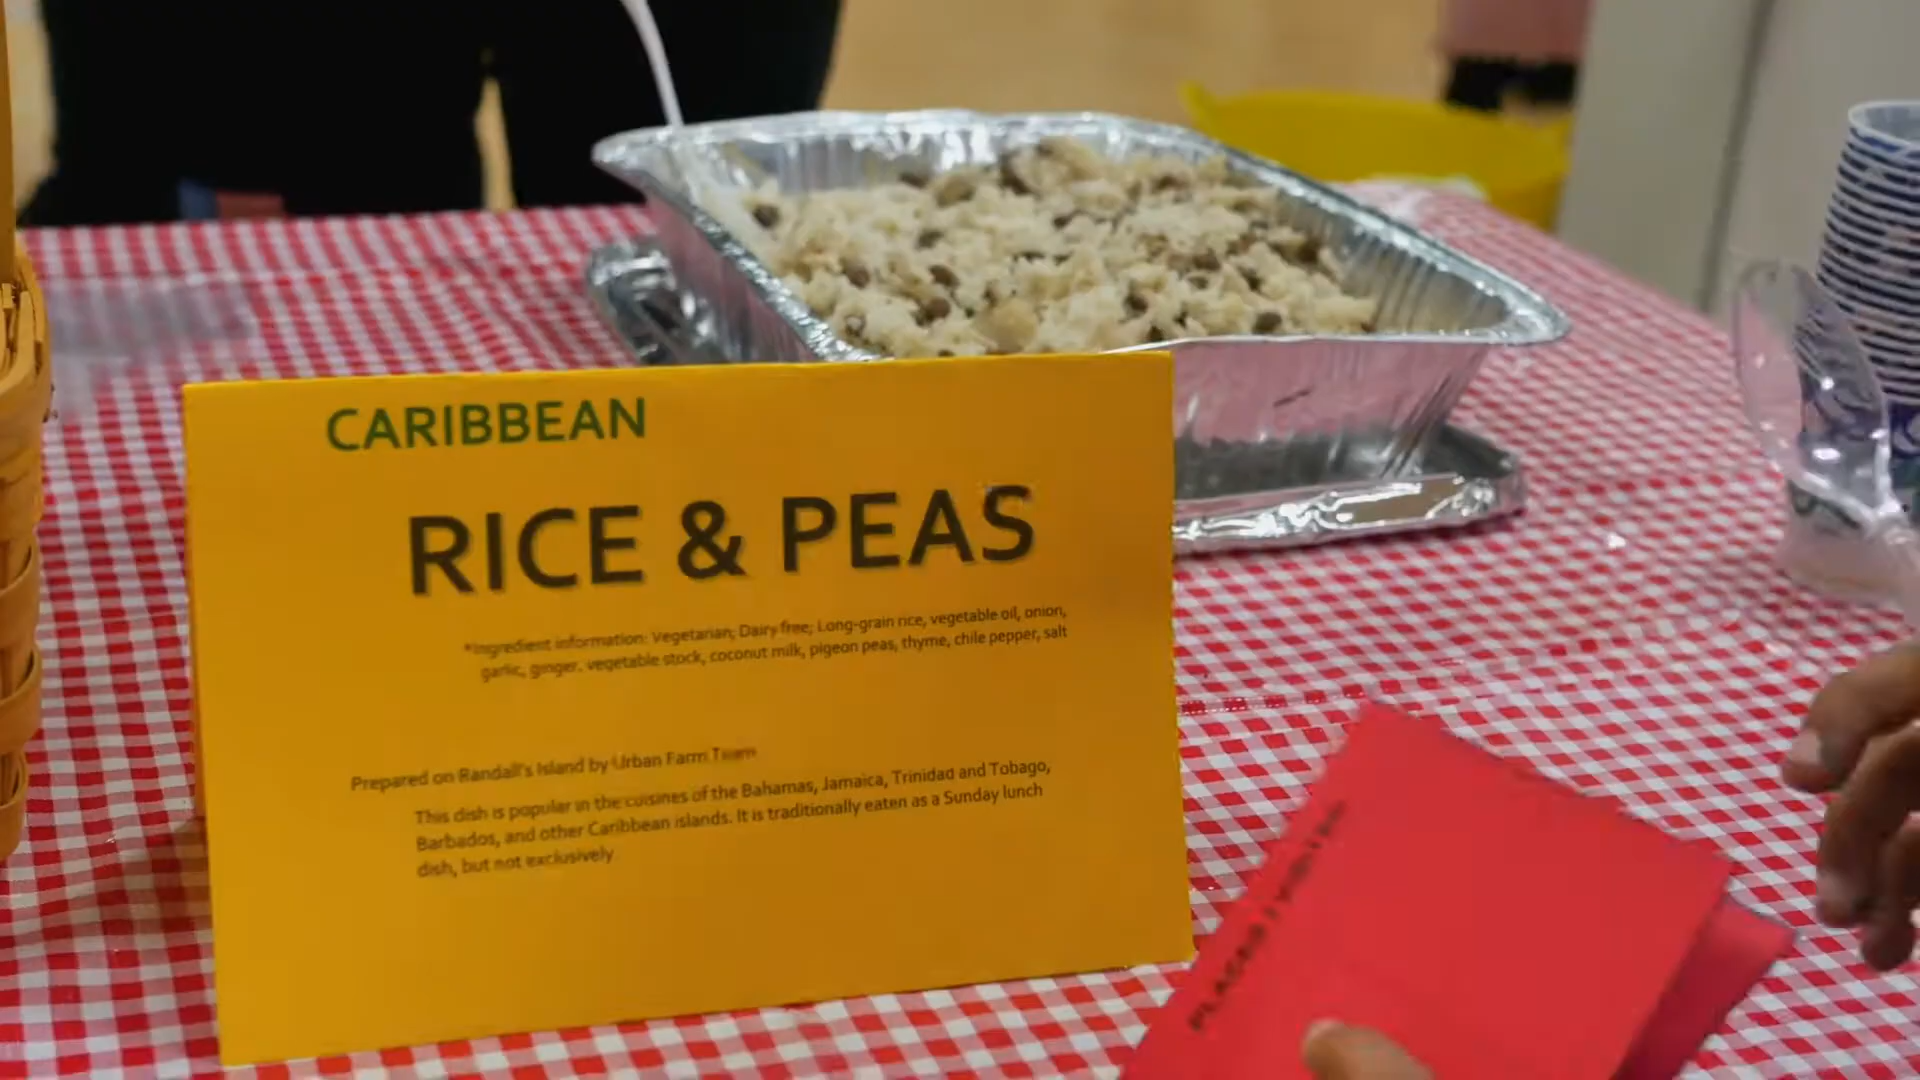 CARIBBEAN
RICE & PEAS
*Ingredient information: Vegetarian; Dairy free; Long-grain rice, vegetable oil, onion,
garlic, ginger. vegetable stock, coconut milk, pigeon peas, thyme, chile pepper, salt
Prepared on Randall's Island by Urban Farm Team
This dish is popular in the cuisines of the Bahamas, Jamaica, Trinidad and Tobago,
Barbados, and other Caribbean islands. It is traditionally eaten as a Sunday lunch
dish, but not exclusively